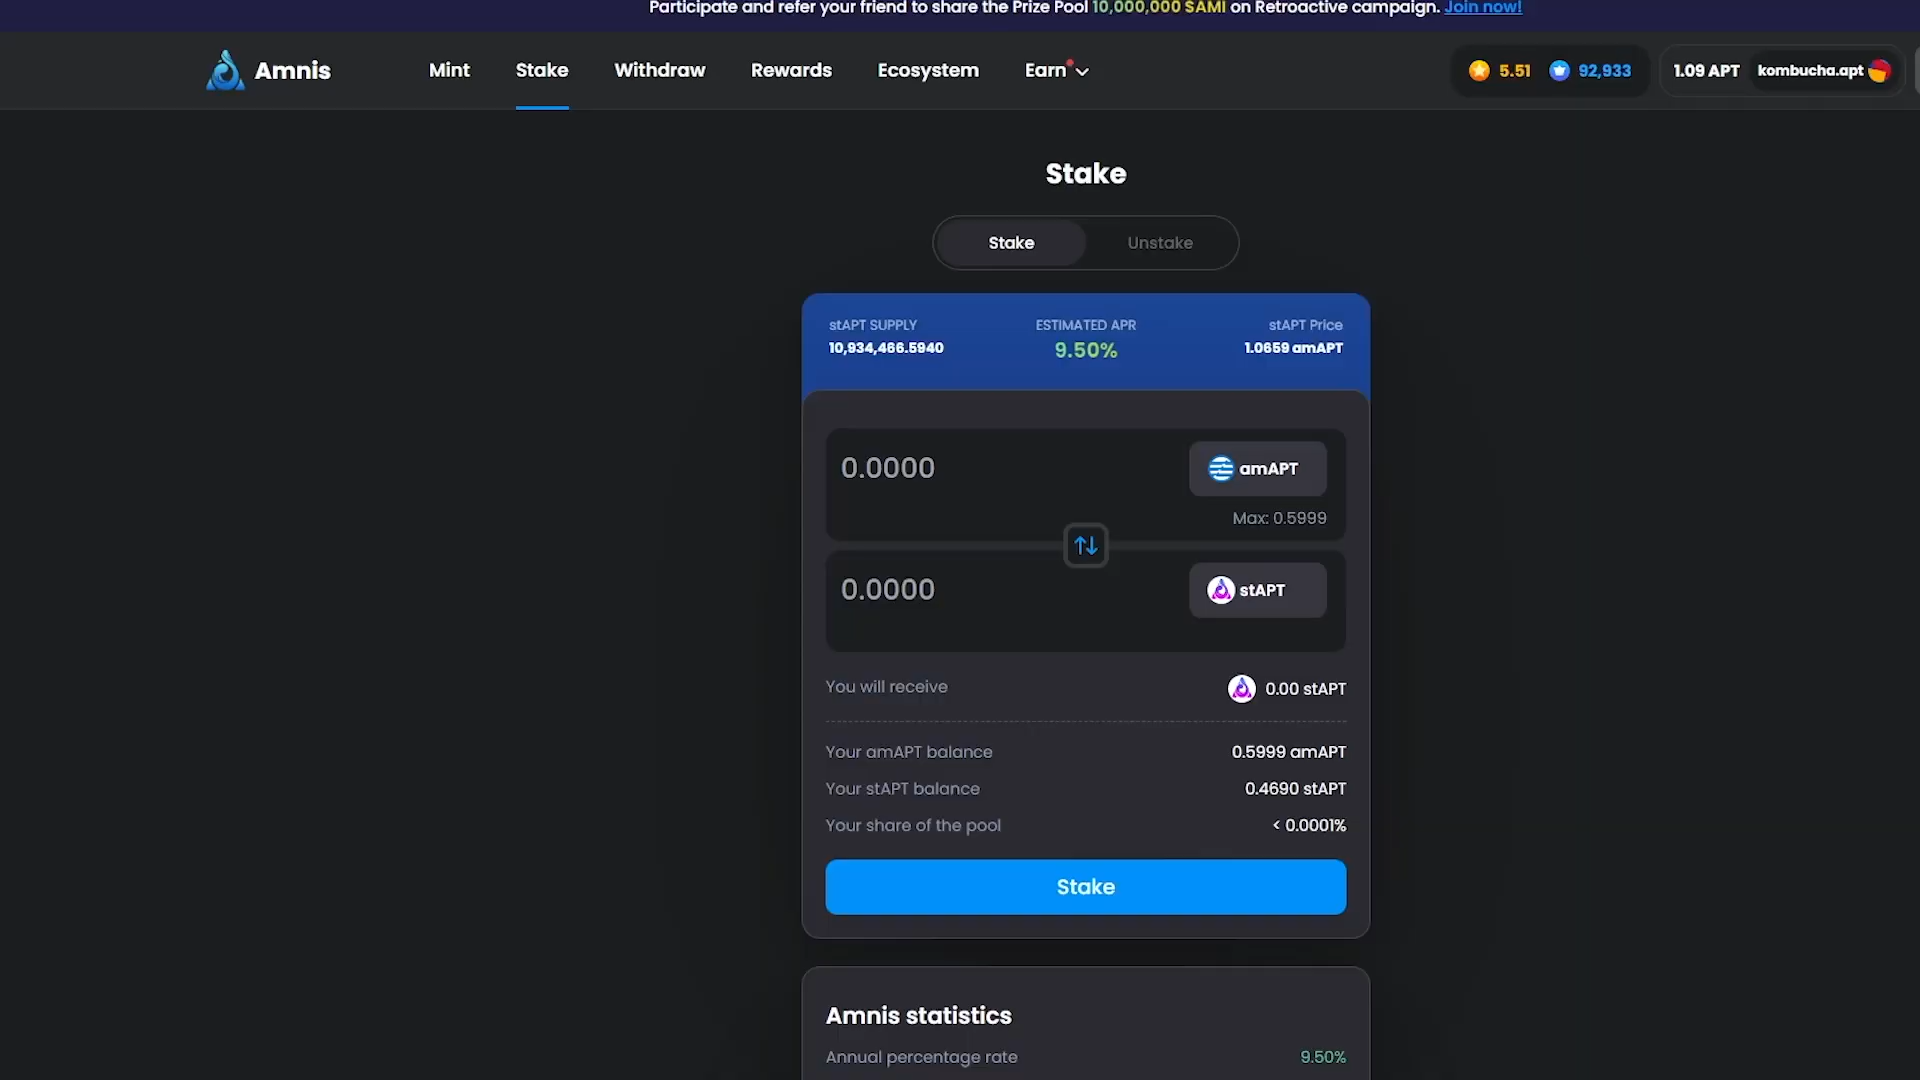 Participate and refer your friend to share the Prize Pool 10,000,000 $AMI on Retroactive campaign. Join now!
Amnis
Mint
Stake
Withdraw
Rewards
Ecosystem
Earn
5.51
92,933
1.09 APT
kombucha.apt
Stake
Stake
Unstake
stAPT SUPPLY
ESTIMATED APR
stAPT Price
10,934,466.5940
9.50%
1.0659 amAPT
0.0000
amAPT
Max: 0.5999
0.0000
stAPT
You will receive
0.00 stAPT
Your amAPT balance
0.5999 amAPT
Your stAPT balance
0.4690 stAPT
Your share of the pool
< 0.0001%
Stake
Amnis statistics
Annual percentage rate
9.50%